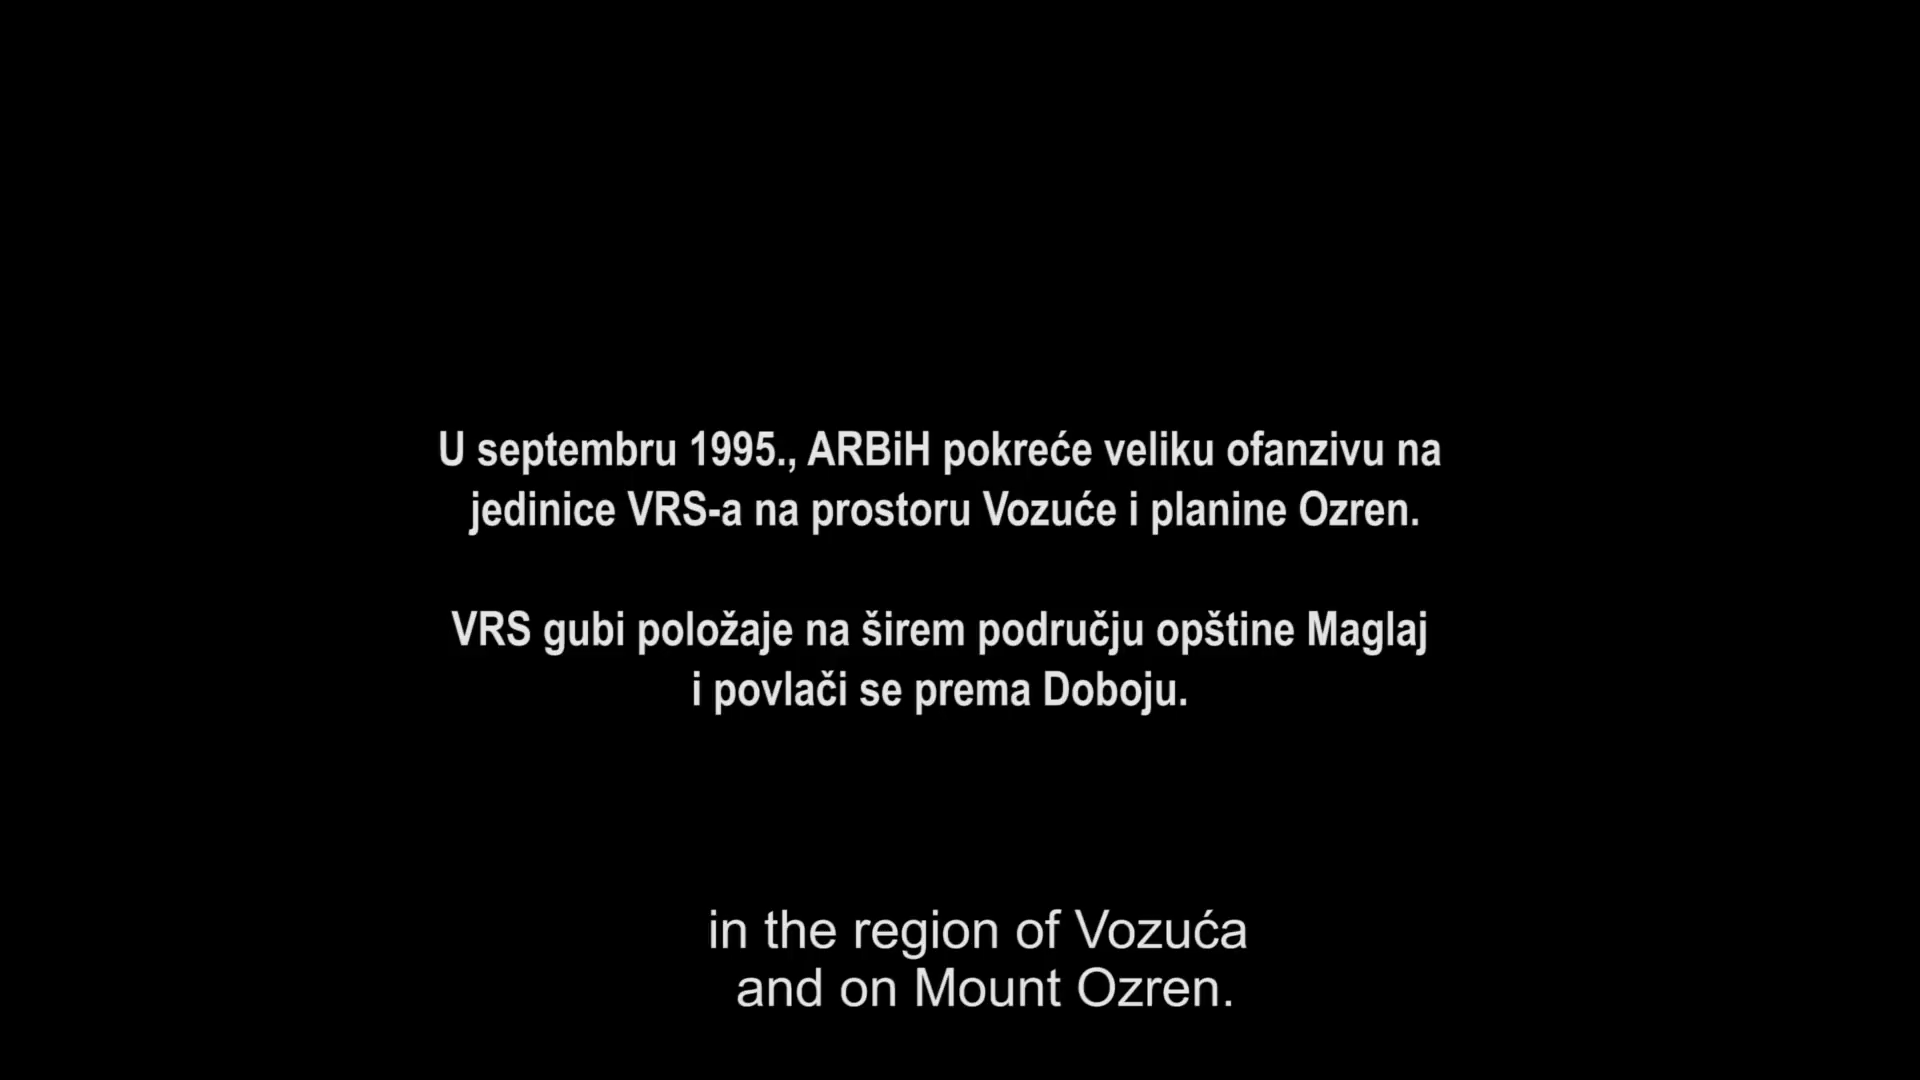 U septembru 1995., ARBiH pokreće veliku ofanzivu na
jedinice VRS-a na prostoru Vozuće i planine Ozren.
VRS gubi položaje na širem području opštine Maglaj
i povlači se prema Doboju.
in the region of Vozuća
and on Mount Ozren.